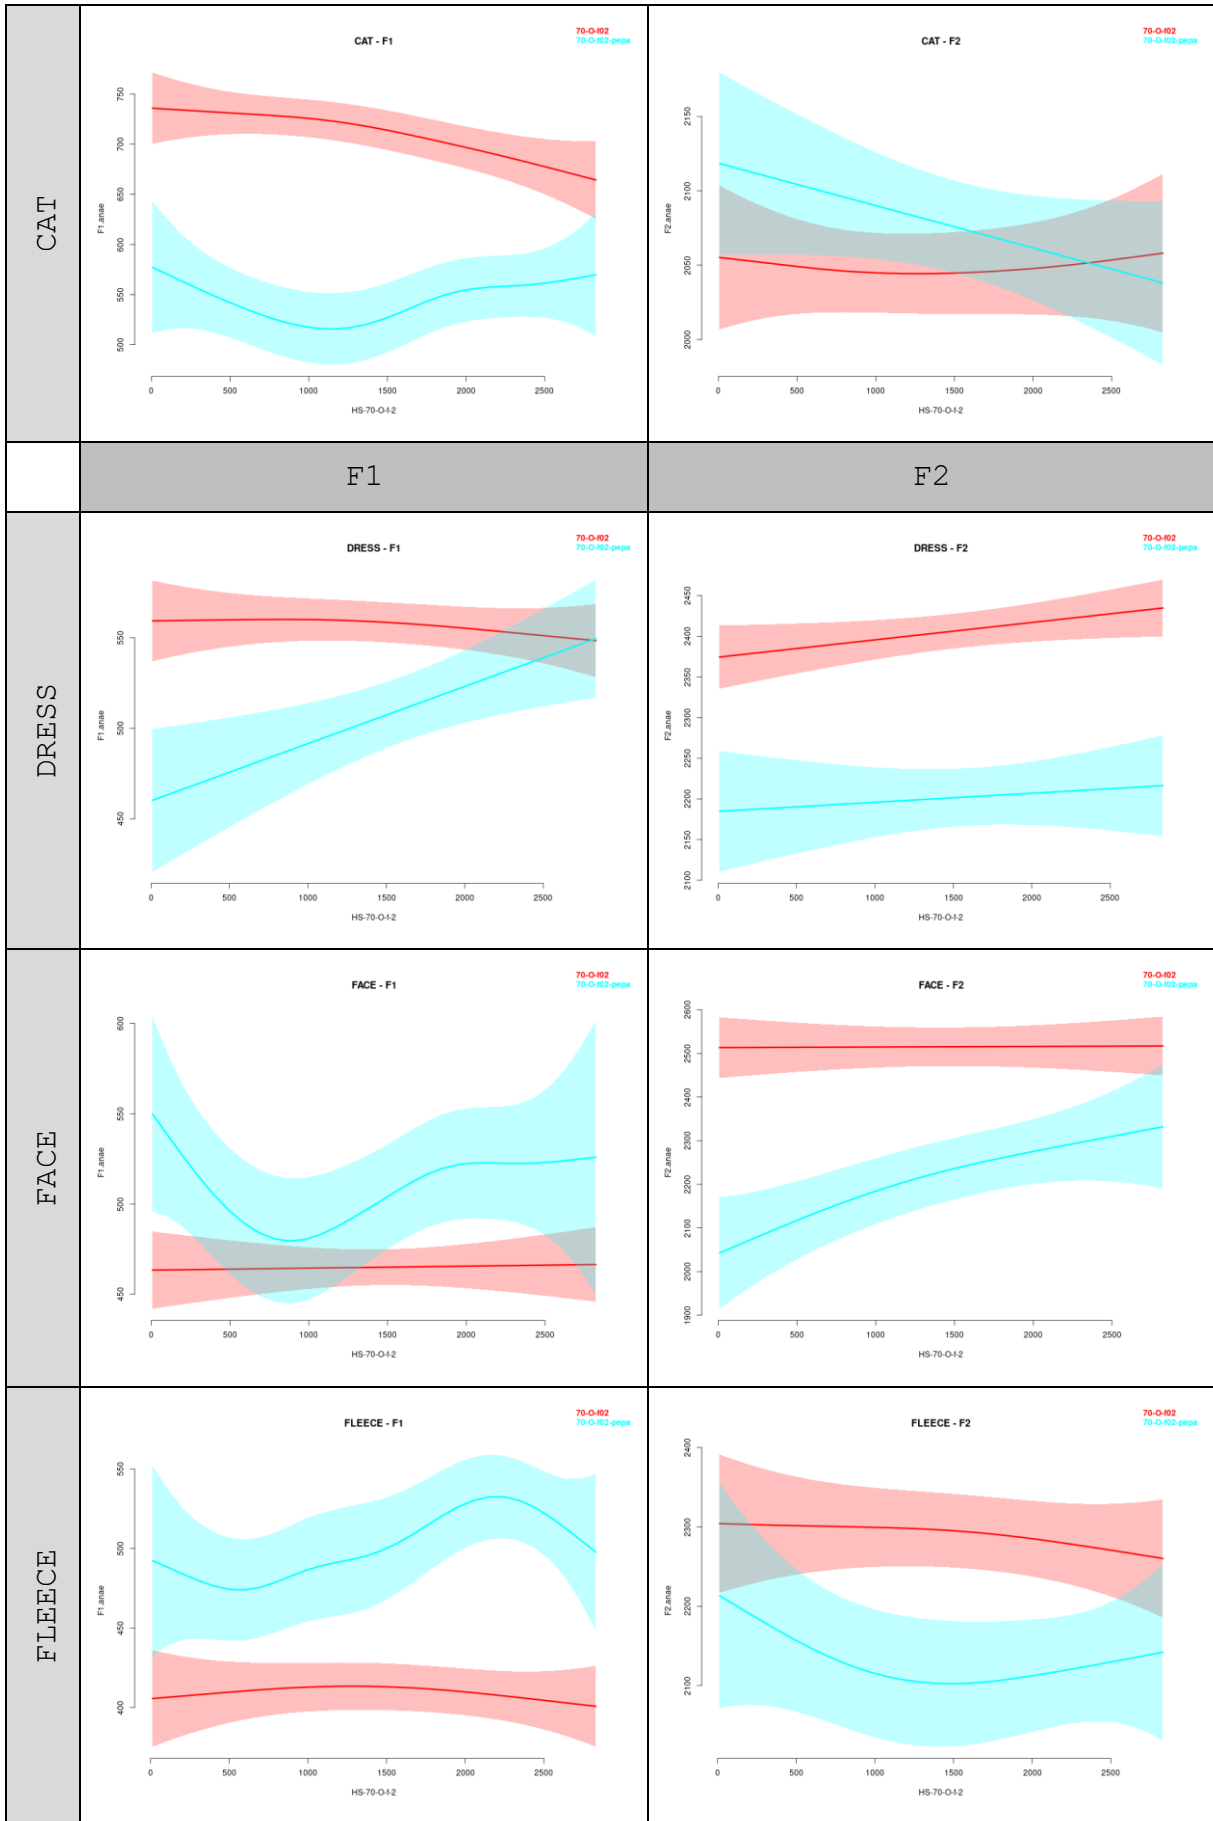 CAT
CAT - F1
70-O-f02
70-O-f02-pepa
F1.anae
750
700
650
600
550
500
0 500 1000 1500 2000 2500
HS-70-O-f-2
CAT - F2
70-O-f02
70-O-f02-pepa
F2.anae
2150
2100
2050
2000
0 500 1000 1500 2000 2500
HS-70-O-f-2
F1 F2
DRESS
DRESS - F1
70-O-f02
70-O-f02-pepa
F1.anae
550
500
450
0 500 1000 1500 2000 2500
HS-70-O-f-2
DRESS - F2
70-O-f02
70-O-f02-pepa
F2.anae
2450
2400
2350
2300
2250
2200
2150
2100
0 500 1000 1500 2000 2500
HS-70-O-f-2
FACE
FACE - F1
70-O-f02
70-O-f02-pepa
F1.anae
600
550
500
450
0 500 1000 1500 2000 2500
HS-70-O-f-2
FACE - F2
70-O-f02
70-O-f02-pepa
F2.anae
2600
2500
2400
2300
2200
2100
2000
1900
0 500 1000 1500 2000 2500
HS-70-O-f-2
FLEECE
FLEECE - F1
70-O-f02
70-O-f02-pepa
F1.anae
550
500
450
400
0 500 1000 1500 2000 2500
HS-70-O-f-2
FLEECE - F2
70-O-f02
70-O-f02-pepa
F2.anae
2400
2300
2200
2100
0 500 1000 1500 2000 2500
HS-70-O-f-2